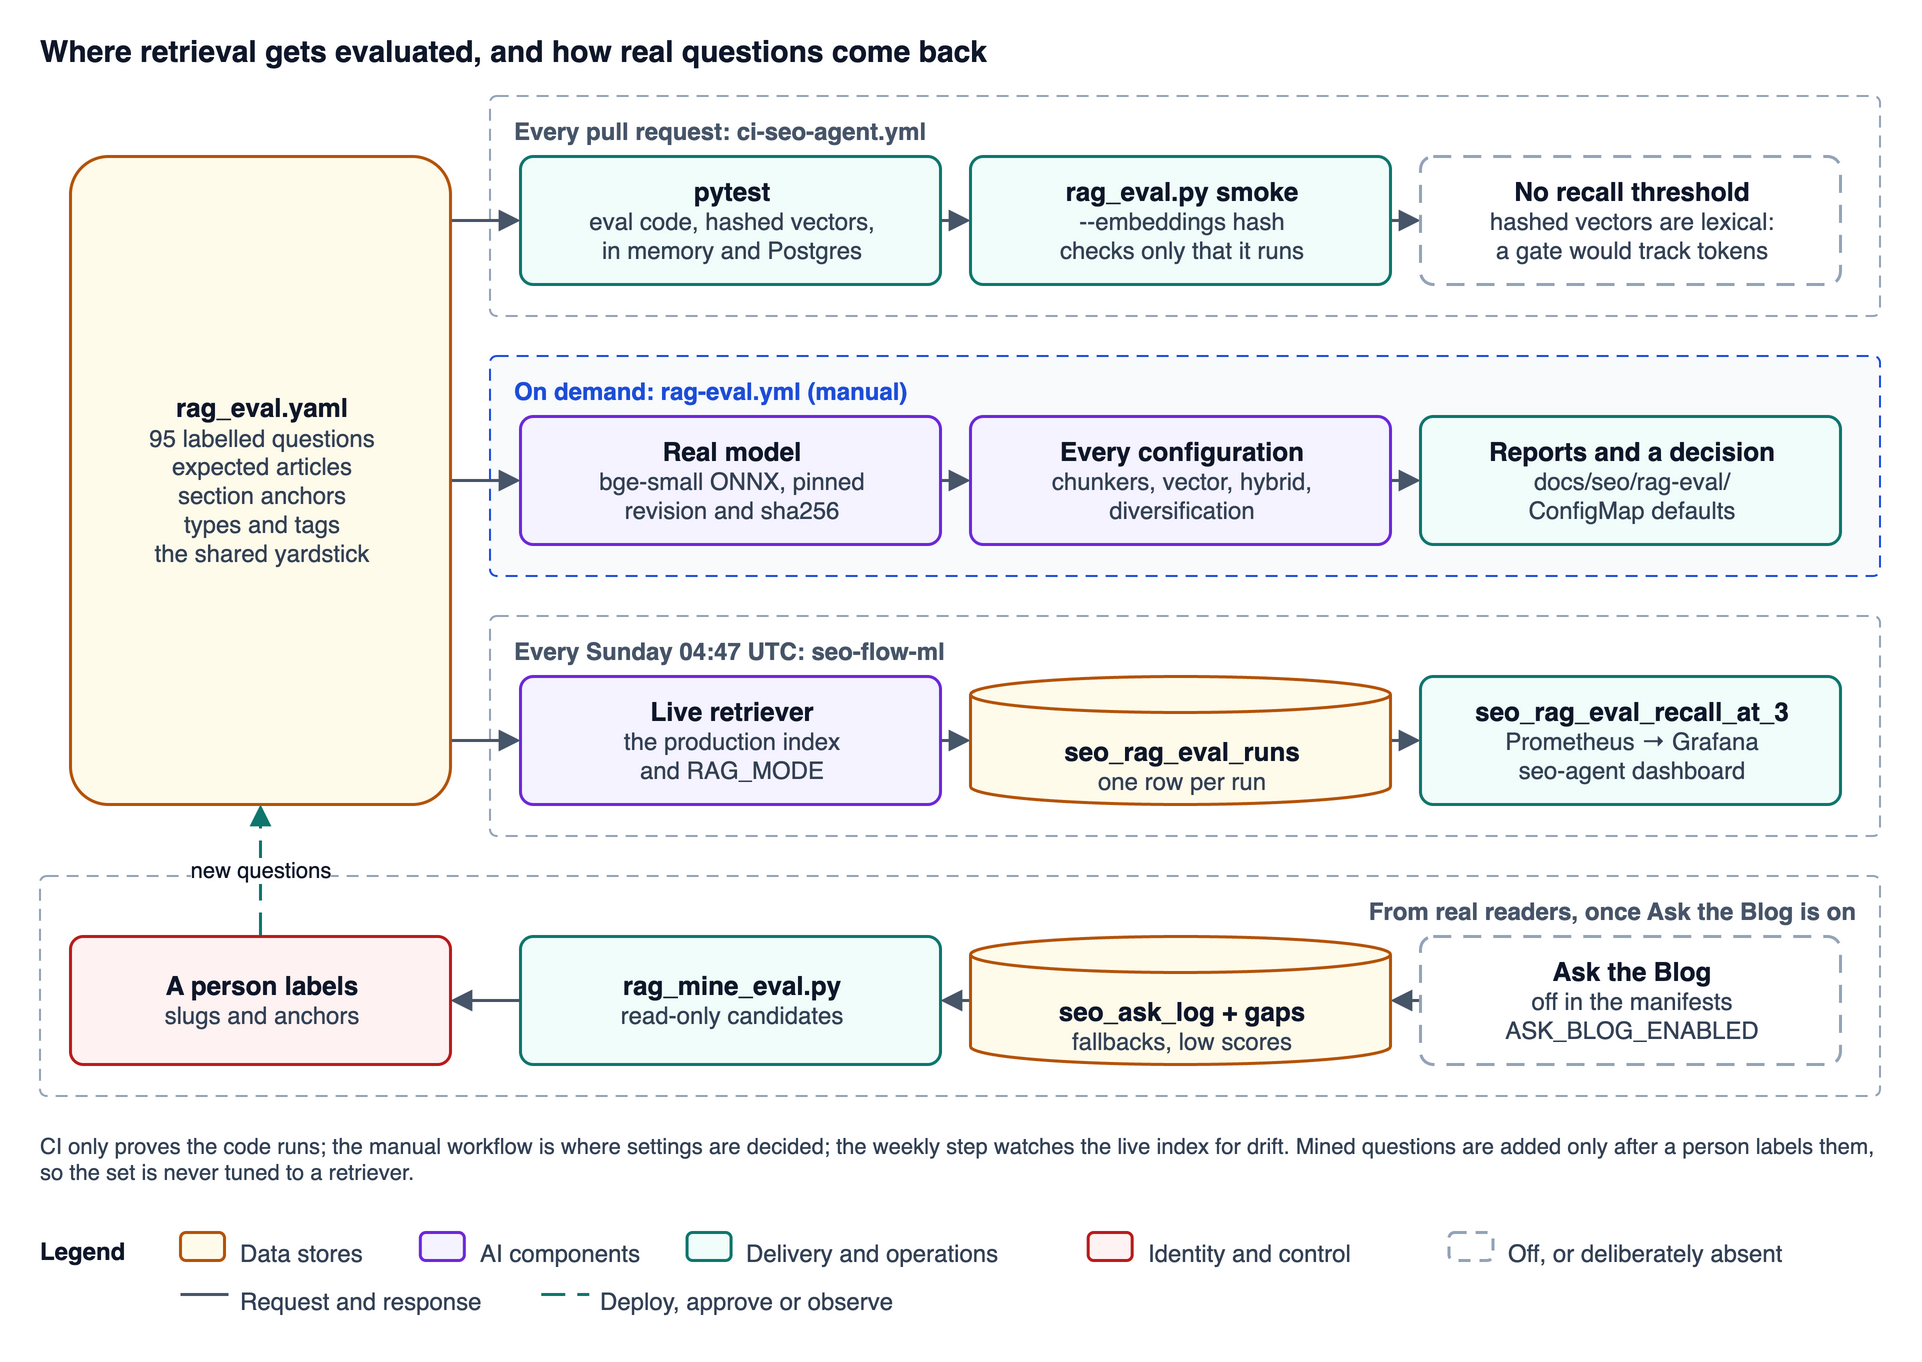 Where retrieval gets evaluated, and how real questions come back
Every pull request: ci-seo-agent.yml
pytest
eval code, hashed vectors,
in memory and Postgres
rag_eval.py smoke
--embeddings hash
checks only that it runs
No recall threshold
hashed vectors are lexical:
a gate would track tokens
rag_eval.yaml
95 labelled questions
expected articles
section anchors
types and tags
the shared yardstick
On demand: rag-eval.yml (manual)
Real model
bge-small ONNX, pinned
revision and sha256
Every configuration
chunkers, vector, hybrid,
diversification
Reports and a decision
docs/seo/rag-eval/
ConfigMap defaults
Every Sunday 04:47 UTC: seo-flow-ml
Live retriever
the production index
and RAG_MODE
seo_rag_eval_runs
one row per run
seo_rag_eval_recall_at_3
Prometheus → Grafana
seo-agent dashboard
new questions
From real readers, once Ask the Blog is on
A person labels
slugs and anchors
rag_mine_eval.py
read-only candidates
seo_ask_log + gaps
fallbacks, low scores
Ask the Blog
off in the manifests
ASK_BLOG_ENABLED
CI only proves the code runs; the manual workflow is where settings are decided; the weekly step watches the live index for drift. Mined questions are added only after a person labels them,
so the set is never tuned to a retriever.
Legend
Data stores
AI components
Delivery and operations
Identity and control
Off, or deliberately absent
Request and response
Deploy, approve or observe